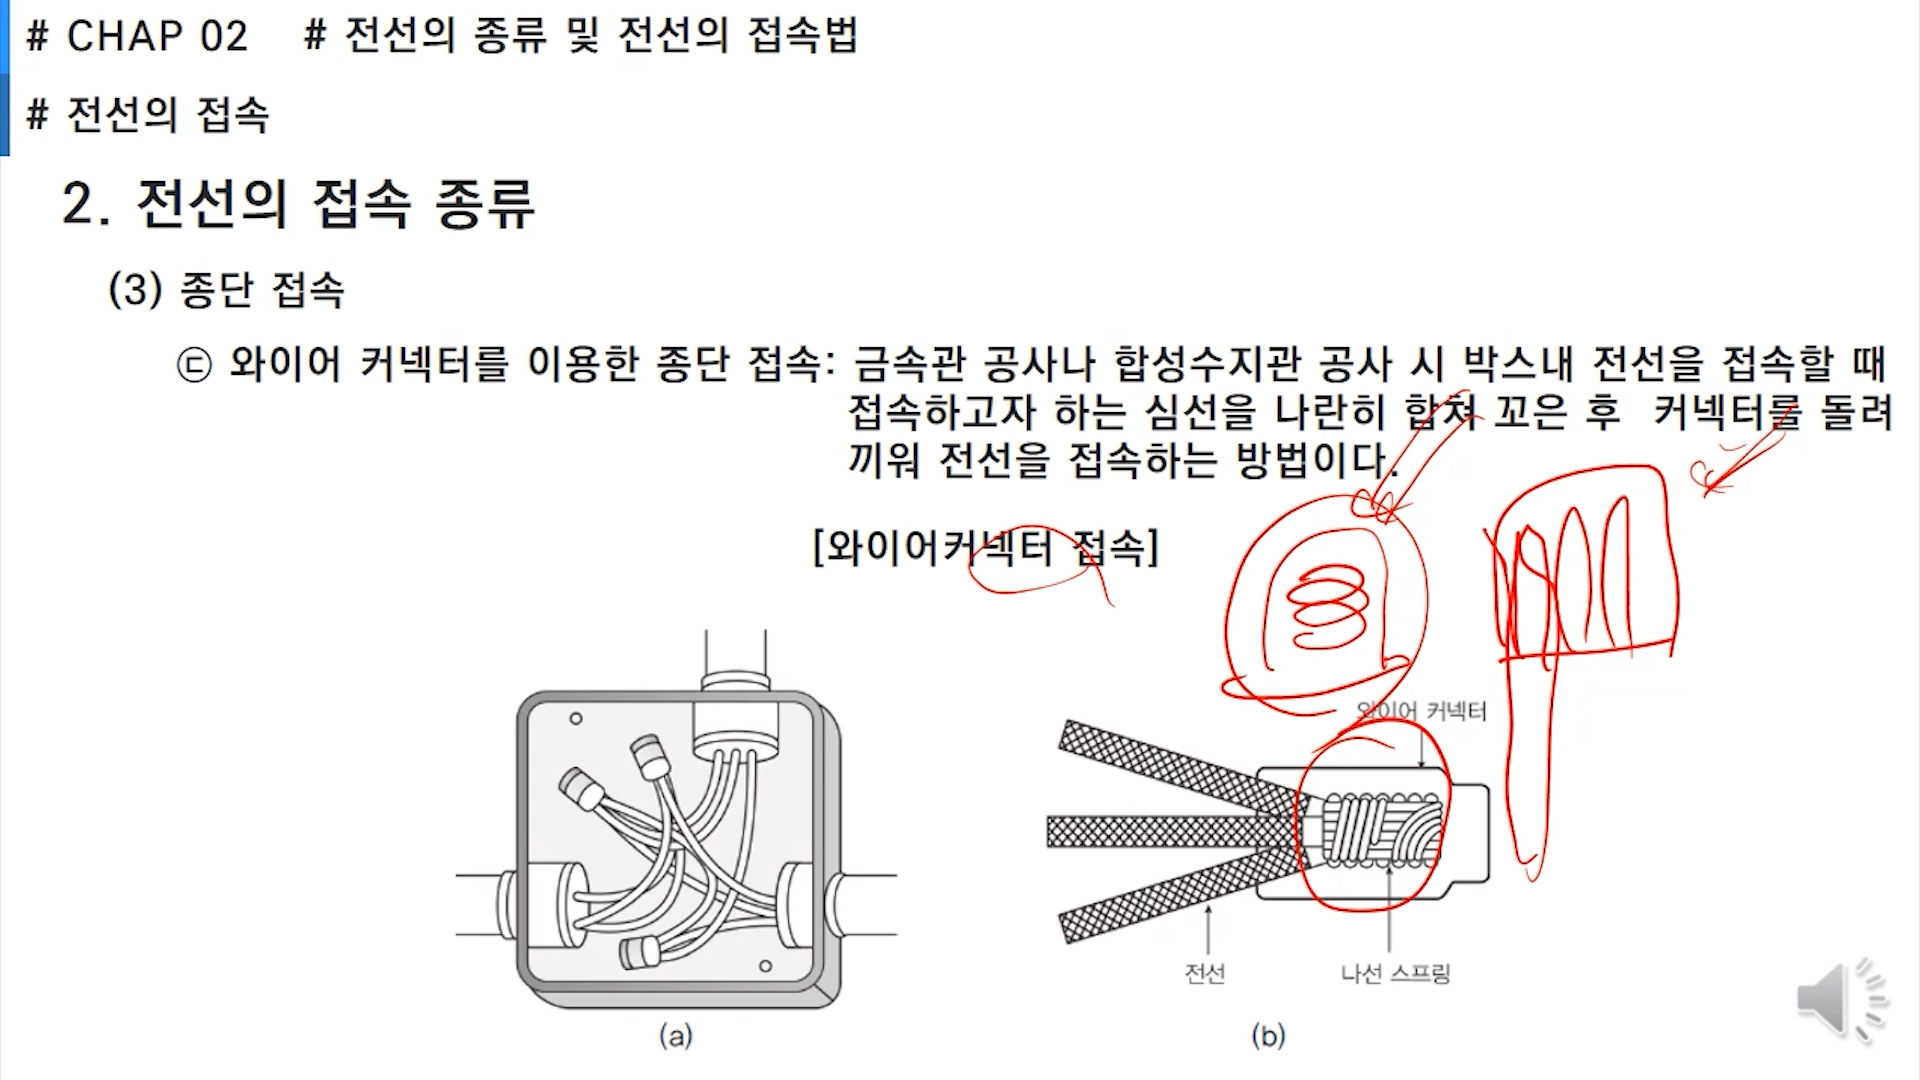 # CHAP 02 # 전선의 종류 및 전선의 접속법
# 전선의 접속
2. 전선의 접속 종류
(3) 종단 접속
㉢ 와이어 커넥터를 이용한 종단 접속: 금속관 공사나 합성수지관 공사 시 박스내 전선을 접속할 때
접속하고자 하는 심선을 나란히 합쳐 꼬은 후 커넥터를 돌려
끼워 전선을 접속하는 방법이다.
[와이어커넥터 접속]
와이어 커넥터
전선
나선 스프링
(a)
(b)